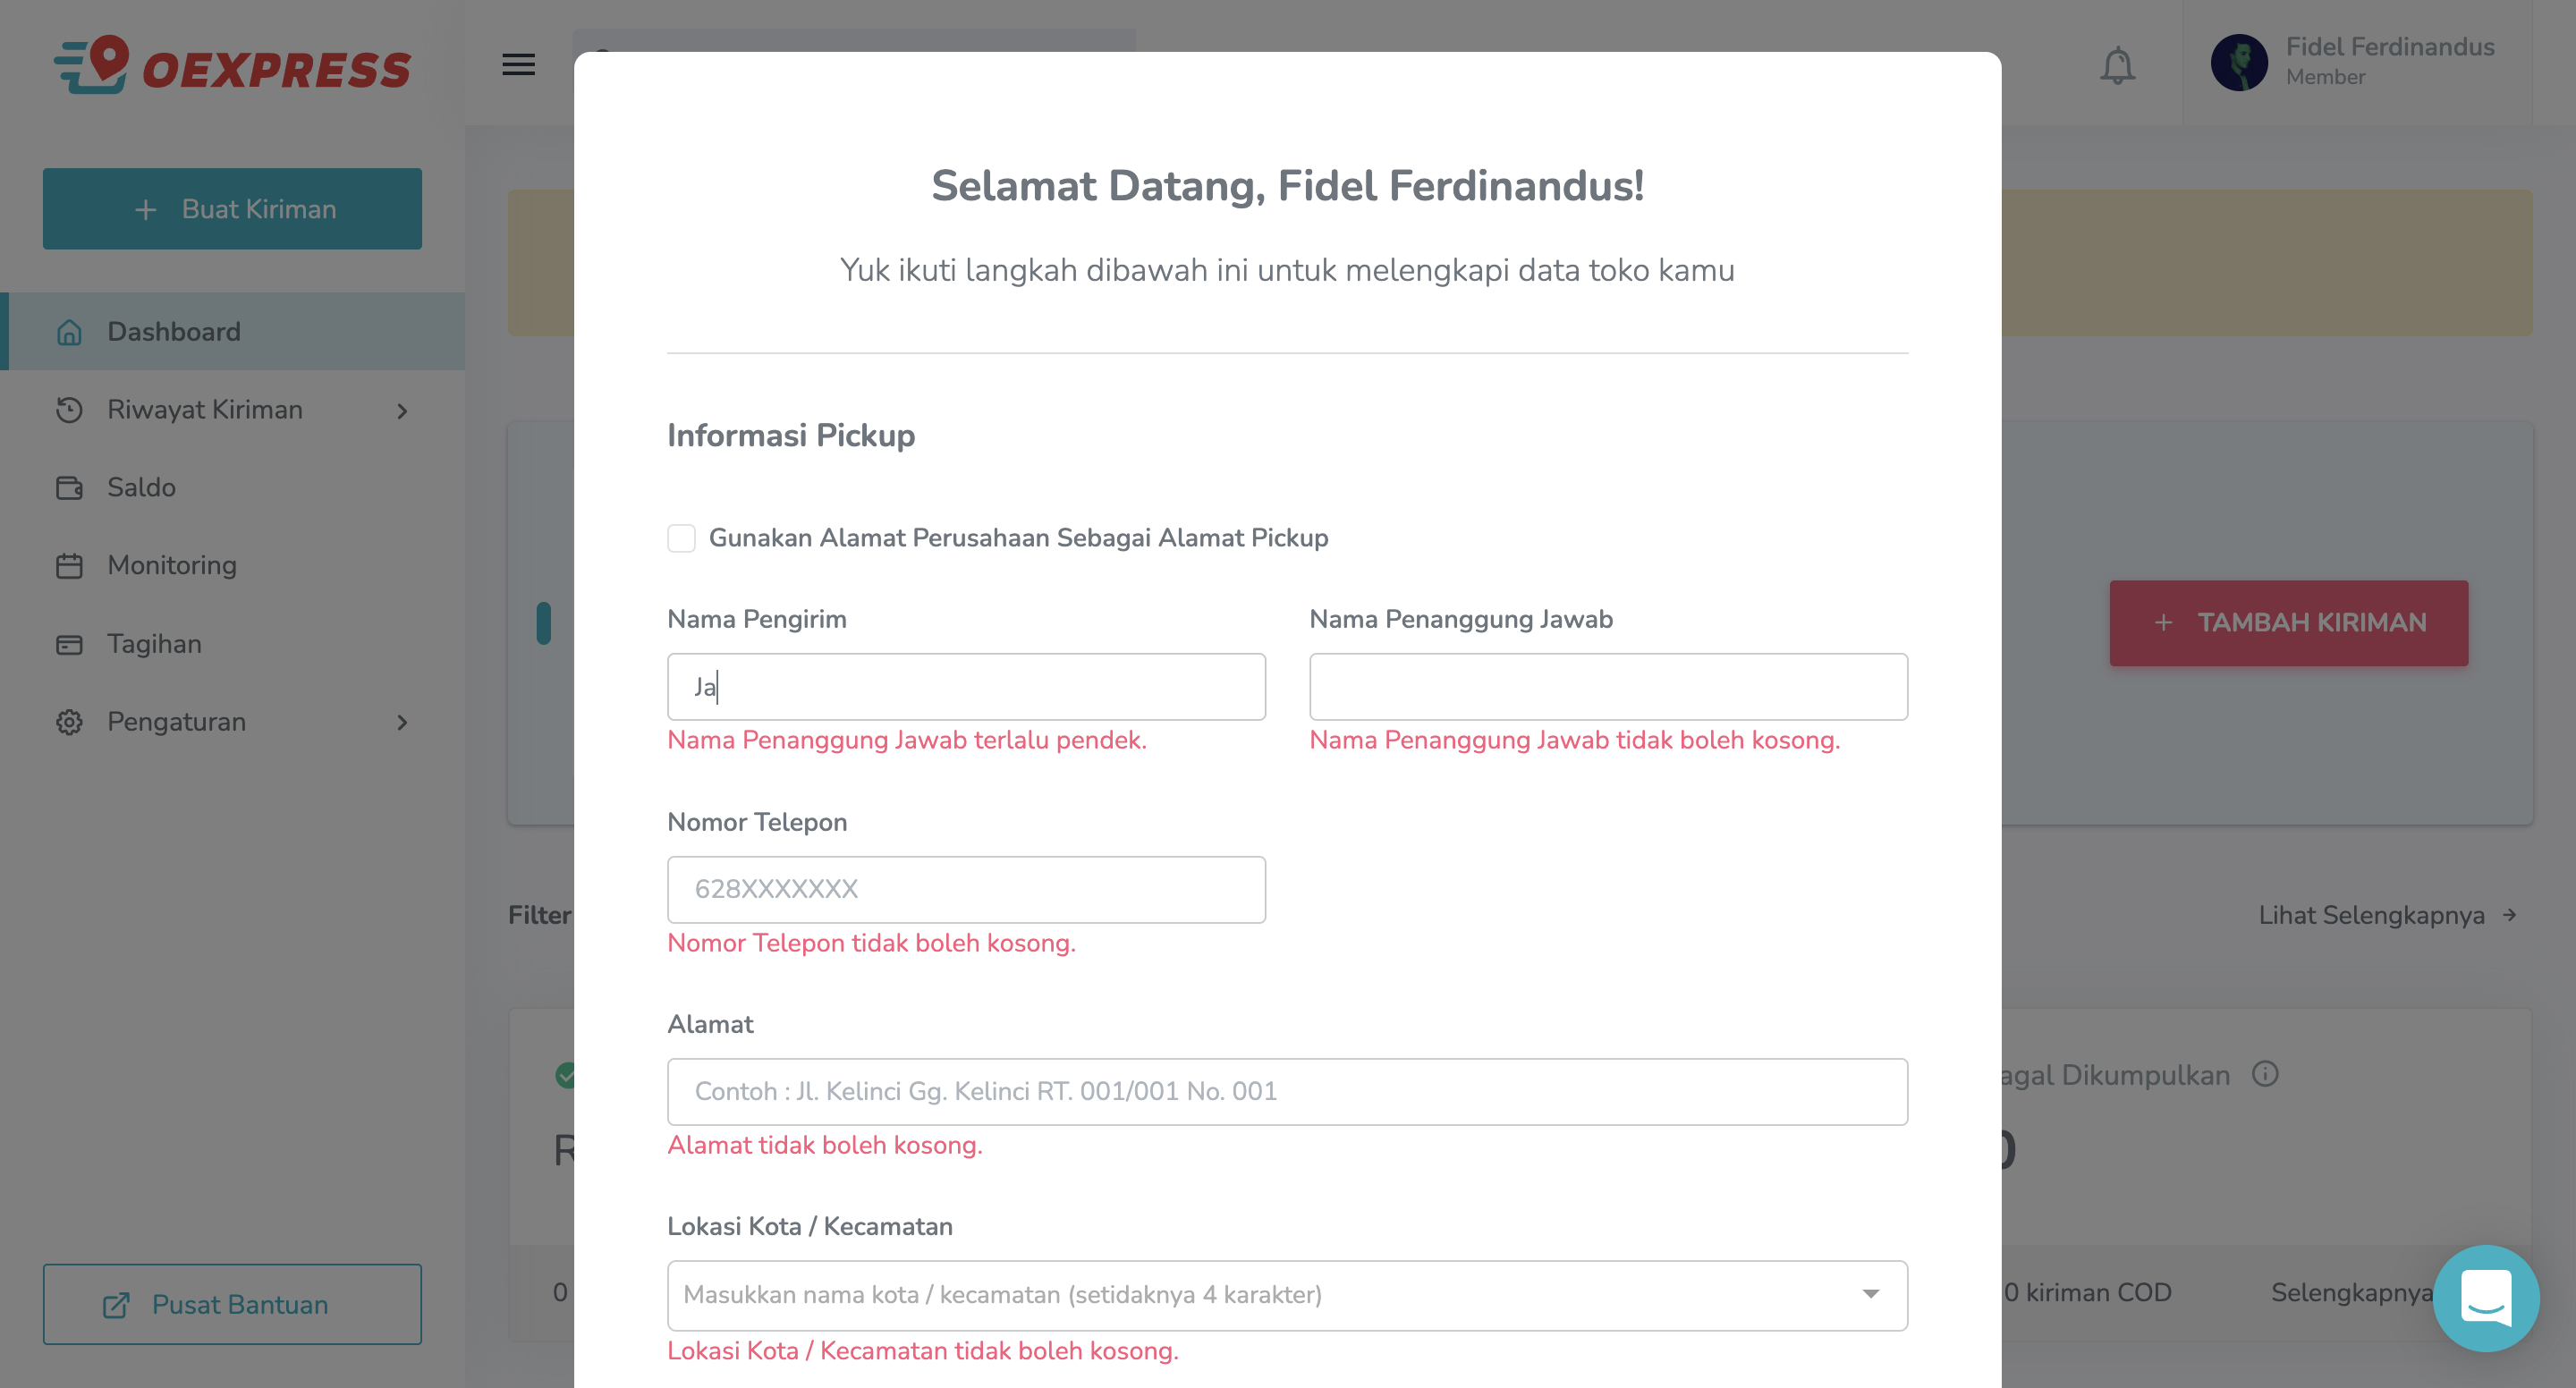 OEXPRESS
Fidel Ferdinandus
Member
Buat Kiriman
Dashboard
Riwayat Kiriman
Saldo
Monitoring
Tagihan
Pengaturan
Pusat Bantuan
Selamat Datang, Fidel Ferdinandus!
Yuk ikuti langkah dibawah ini untuk melengkapi data toko kamu
Informasi Pickup
Gunakan Alamat Perusahaan Sebagai Alamat Pickup
Nama Pengirim
Ja
Nama Penanggung Jawab terlalu pendek.
Nama Penanggung Jawab
Nama Penanggung Jawab tidak boleh kosong.
Nomor Telepon
628XXXXXXX
Nomor Telepon tidak boleh kosong.
Alamat
Contoh : Jl. Kelinci Gg. Kelinci RT. 001/001 No. 001
Alamat tidak boleh kosong.
Lokasi Kota / Kecamatan
Masukkan nama kota / kecamatan (setidaknya 4 karakter)
Lokasi Kota / Kecamatan tidak boleh kosong.
TAMBAH KIRIMAN
Filter
Lihat Selengkapnya
R
agal Dikumpulkan
0
0
0 kiriman COD
Selengkapnya